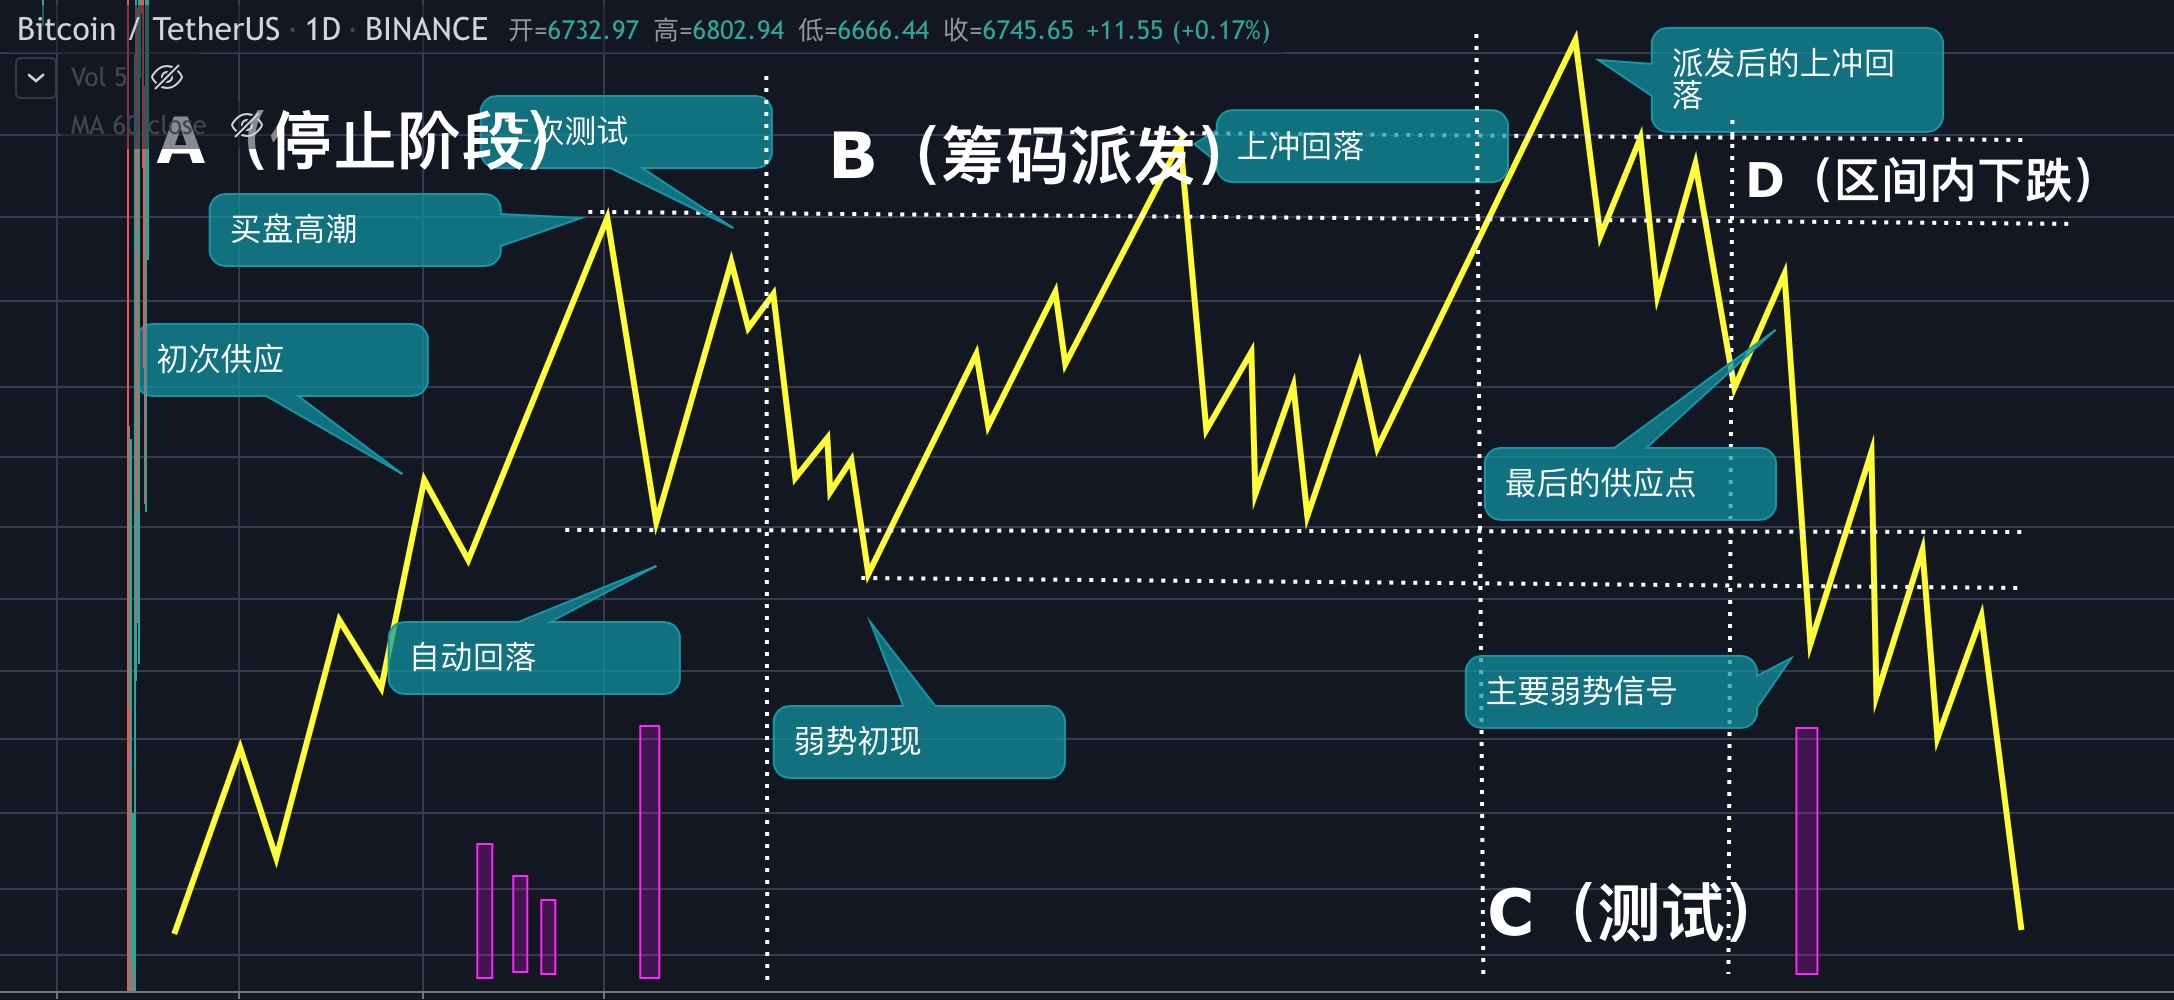 Bitcoin / TetherUS · 1D · BINANCE 开=6732.97 高=6802.94 低=6666.44 收=6745.65 +11.55 (+0.17%)
Vol 5
MA 60 close
A（停止阶段）
二次测试
B（筹码派发）
上冲回落
派发后的上冲回
落
D（区间内下跌）
买盘高潮
初次供应
最后的供应点
自动回落
主要弱势信号
弱势初现
C（测试）